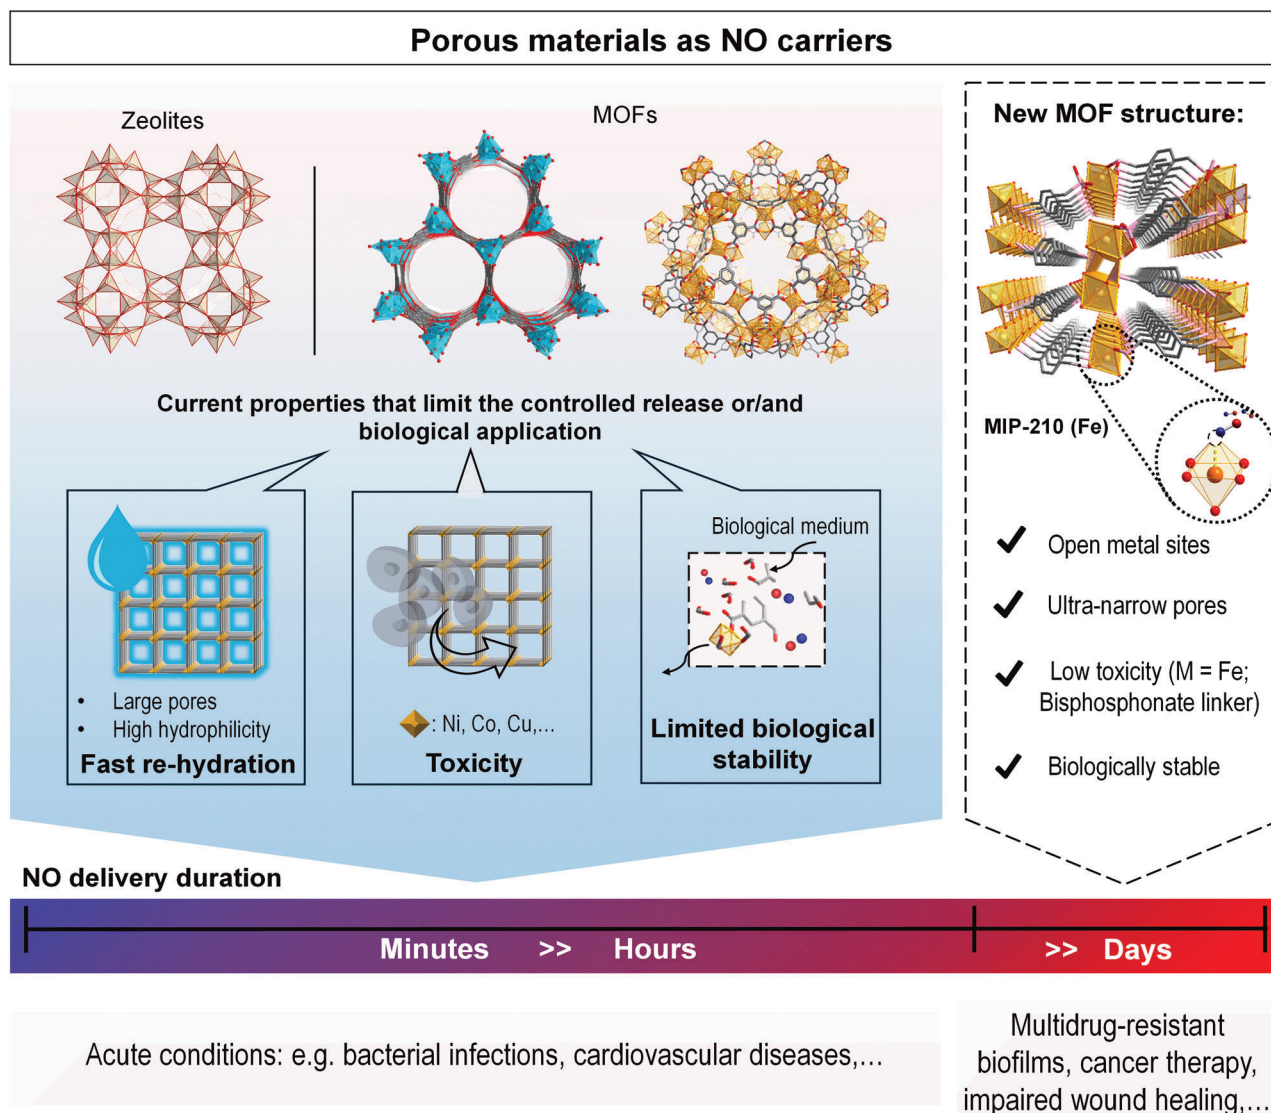 Porous materials as NO carriers
Zeolites
MOFs
Current properties that limit the controlled release or/and
biological application
• Large pores
• High hydrophilicity
Fast re-hydration
: Ni, Co, Cu,...
Toxicity
Biological medium
Limited biological
stability
New MOF structure:
MIP-210 (Fe)
✔ Open metal sites
✔ Ultra-narrow pores
✔ Low toxicity (M = Fe;
Bisphosphonate linker)
✔ Biologically stable
NO delivery duration
Minutes >> Hours >> Days
Acute conditions: e.g. bacterial infections, cardiovascular diseases,...
Multidrug-resistant
biofilms, cancer therapy,
impaired wound healing,...